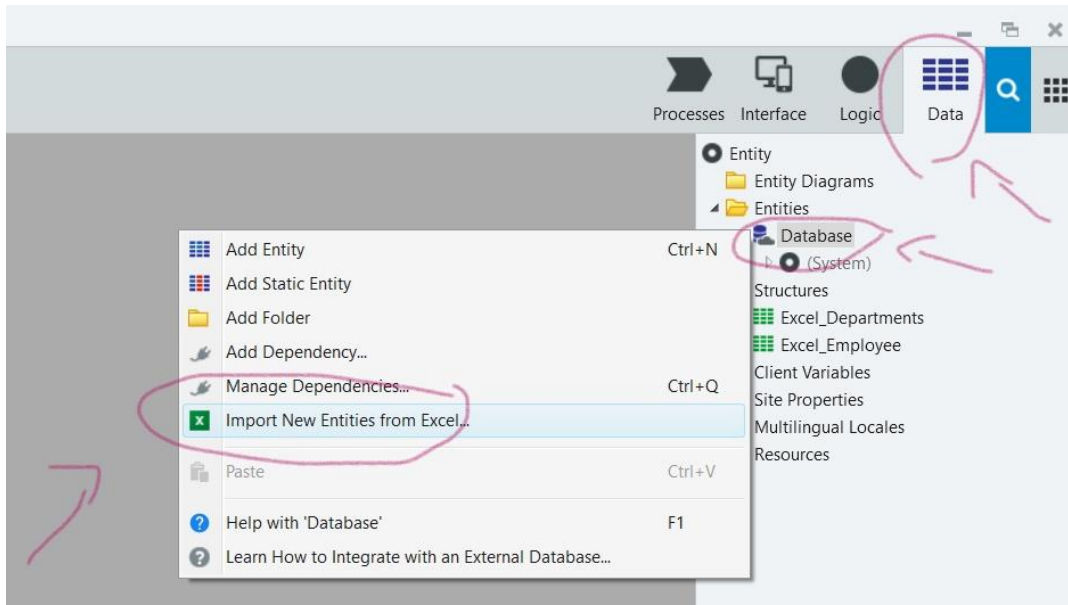 Processes Interface Logic Data
Entity
Entity Diagrams
Entities
Database
(System)
Structures
Excel_Departments
Excel_Employee
Client Variables
Site Properties
Multilingual Locales
Resources
Add Entity Ctrl+N
Add Static Entity
Add Folder
Add Dependency...
Manage Dependencies... Ctrl+Q
Import New Entities from Excel...
Paste Ctrl+V
Help with 'Database' F1
Learn How to Integrate with an External Database...